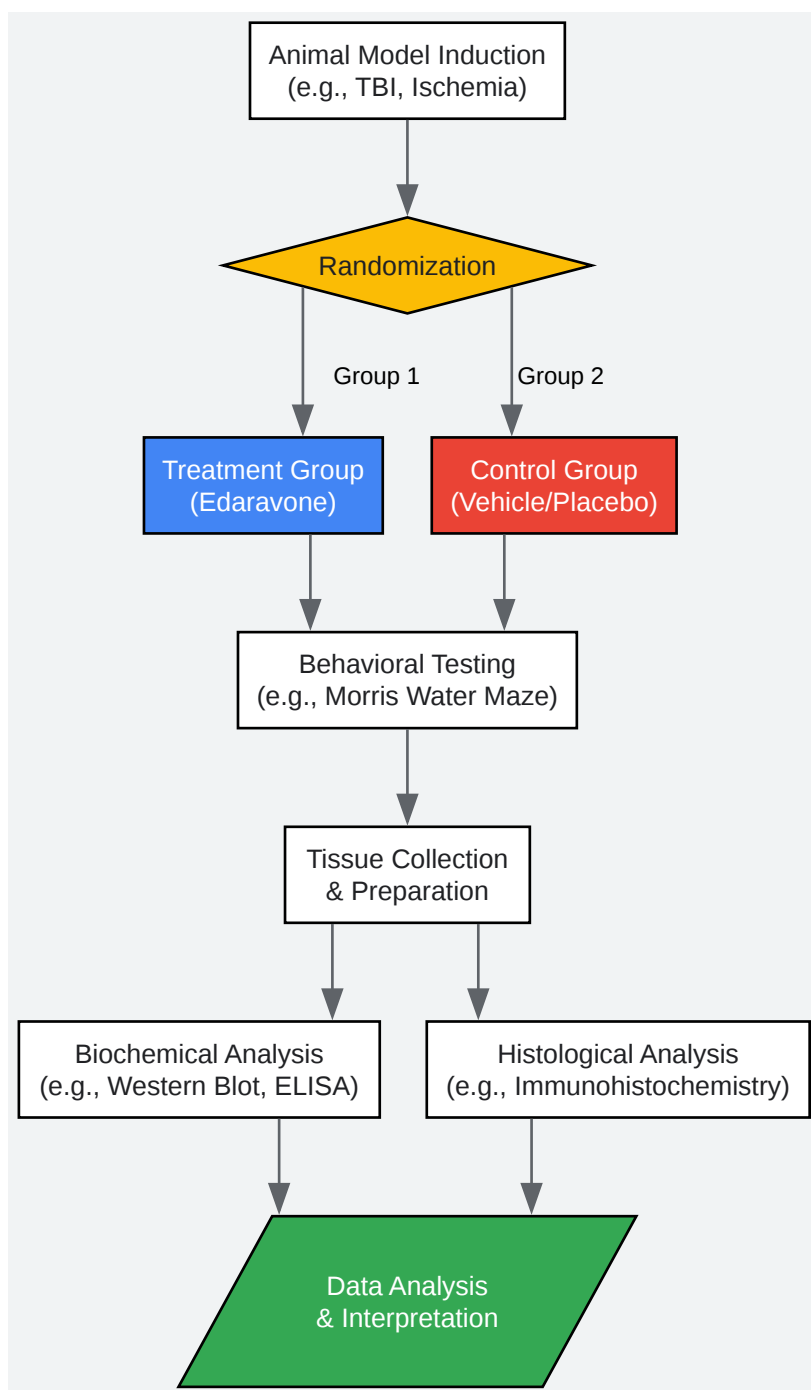 Animal Model Induction
(e.g., TBI, Ischemia)
Randomization
Group 1
Group 2
Treatment Group
(Edaravone)
Control Group
(Vehicle/Placebo)
Behavioral Testing
(e.g., Morris Water Maze)
Tissue Collection
& Preparation
Biochemical Analysis
(e.g., Western Blot, ELISA)
Histological Analysis
(e.g., Immunohistochemistry)
Data Analysis
& Interpretation